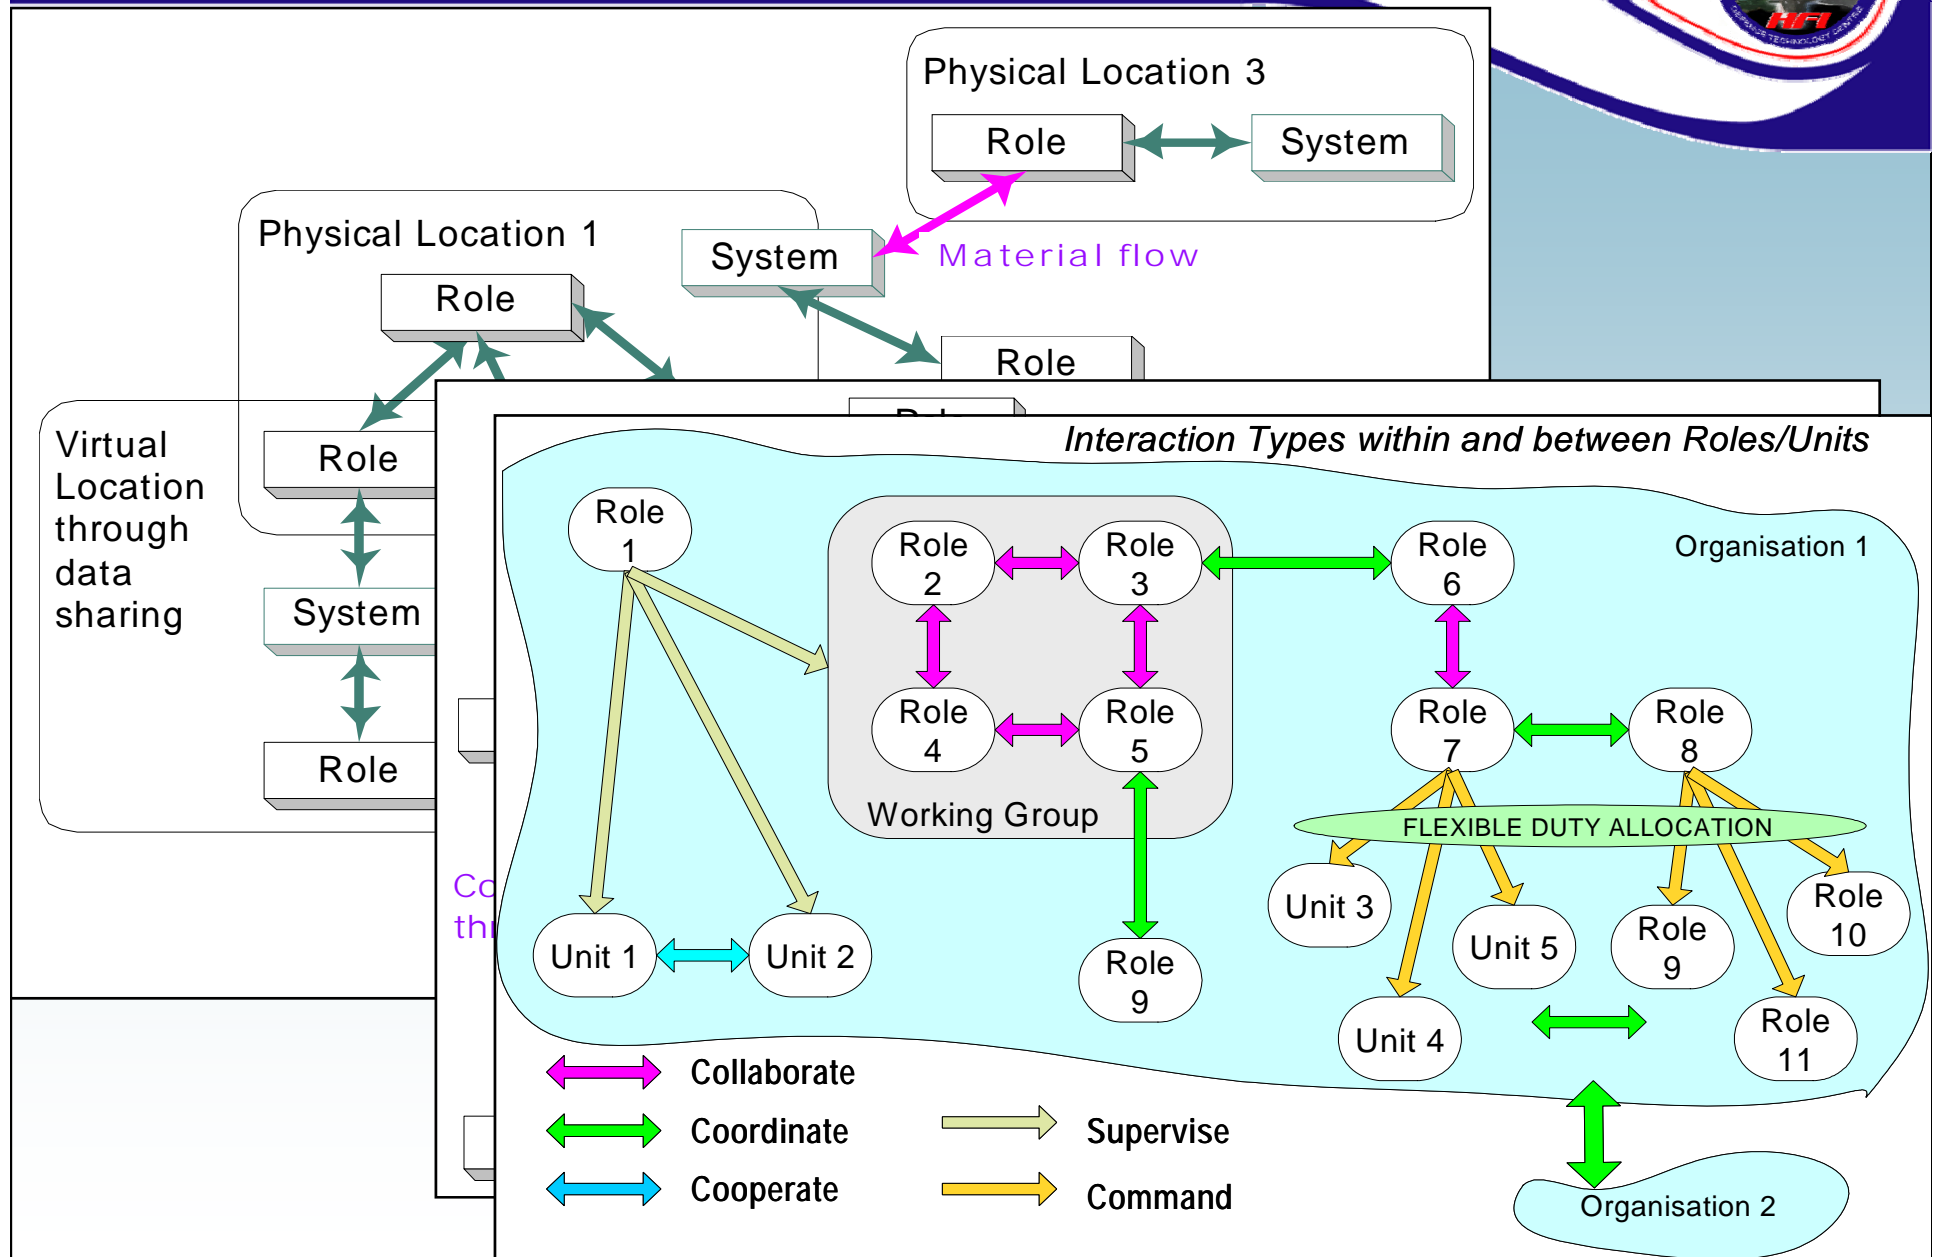 HFI
DEFENCE TECHNOLOGY CENTRE
Physical Location 3
Role
System
Physical Location 1
System
Material flow
Role
Role
Virtual
Location
through
data
sharing
Role
System
Role
Interaction Types within and between Roles/Units
Organisation 1
Role
1
Role
2
Role
3
Role
6
Role
4
Role
5
Role
7
Role
8
Working Group
FLEXIBLE DUTY ALLOCATION
Unit 1
Unit 2
Role
9
Unit 3
Unit 4
Unit 5
Role
9
Role
10
Role
11
Collaborate
Coordinate
Cooperate
Supervise
Command
Organisation 2